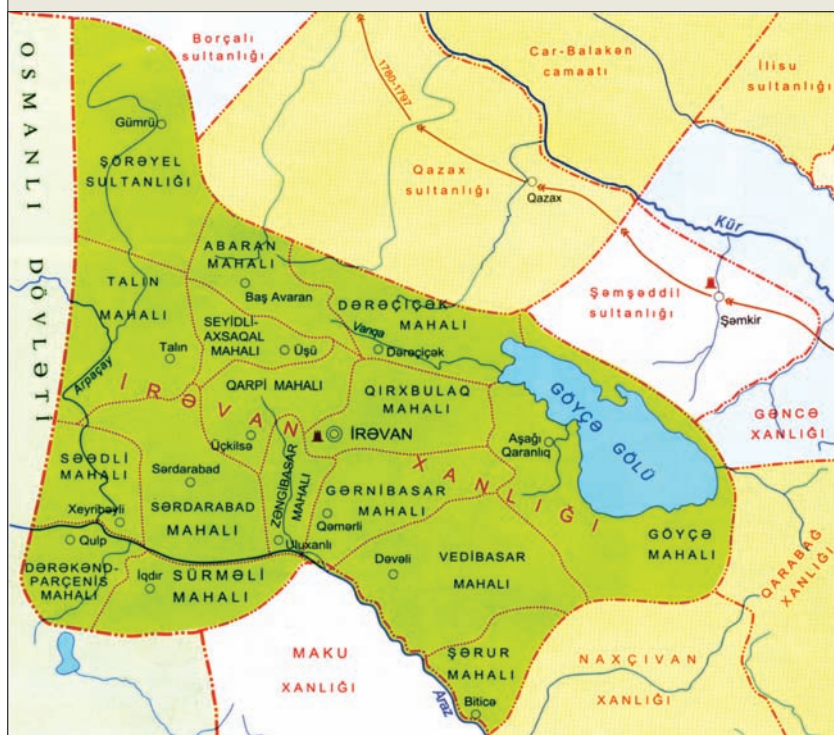 OSMANLI DÖVLƏTİ
Borçalı
sultanlığı
1780-1797
Car-Balakən
camaatı
İlisu
sultanlığı
Gümrü
ŞÖRƏYEL
SULTANLIĞI
Qazax
sultanlığı
Qazax
Kür
ABARAN
MAHALI
Baş Avaran
TALIN
MAHALI
Talın
DƏRƏÇİÇƏK
MAHALI
Vanqa
Dərəçiçək
Şəmşəddil
sultanlığı
Şəmkir
SEYİDLİ-
AXSAQAL
MAHALI
Üşü
Arpaçay
İRƏVAN XANLIĞI
QARPİ MAHALI
QIRXBULAQ
MAHALI
GÖYÇƏ GÖLÜ
GƏNCƏ
XANLIĞI
Üçkilsə
İRƏVAN
Aşağı
Qaranlıq
SƏƏDLİ
MAHALI
Sərdarabad
ZƏNGİBASAR
MAHALI
GƏRNİBASAR
MAHALI
Xeyribəyli
SƏRDARABAD
MAHALI
Qəmərli
GÖYÇƏ
MAHALI
Qulp
Uluxanlı
VEDİBASAR
MAHALI
Dəvəli
QARABAĞ
XANLIĞI
DƏRƏKƏND-
PARÇENİS
MAHALI
İqdır
SÜRMƏLİ
MAHALI
MAKU
XANLIĞI
ŞƏRUR
MAHALI
Biticə
Araz
NAXÇIVAN
XANLIĞI